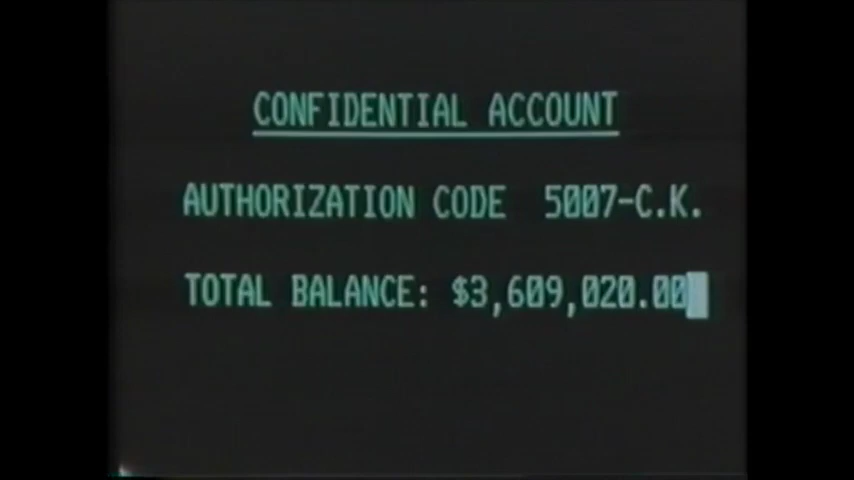 CONFIDENTIAL ACCOUNT
AUTHORIZATION CODE 5007-C.K.
TOTAL BALANCE: $3,609,020.00